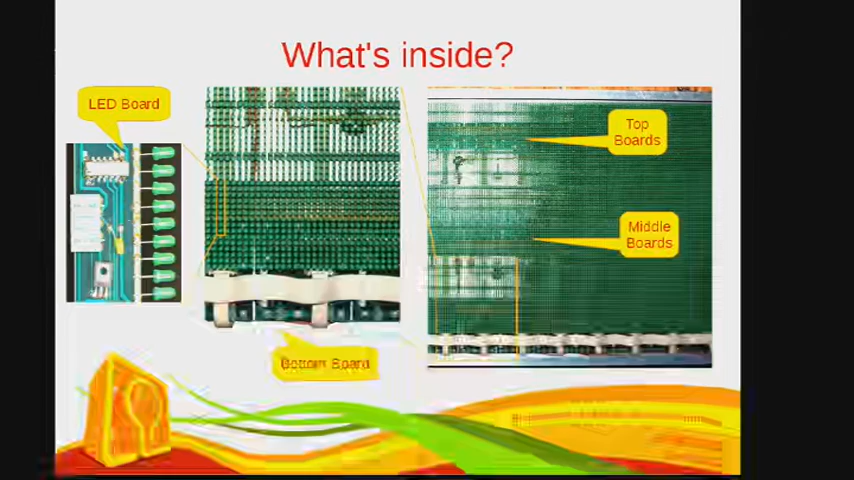 What's inside?
LED Board
Top
Boards
Middle
Boards
Bottom Board